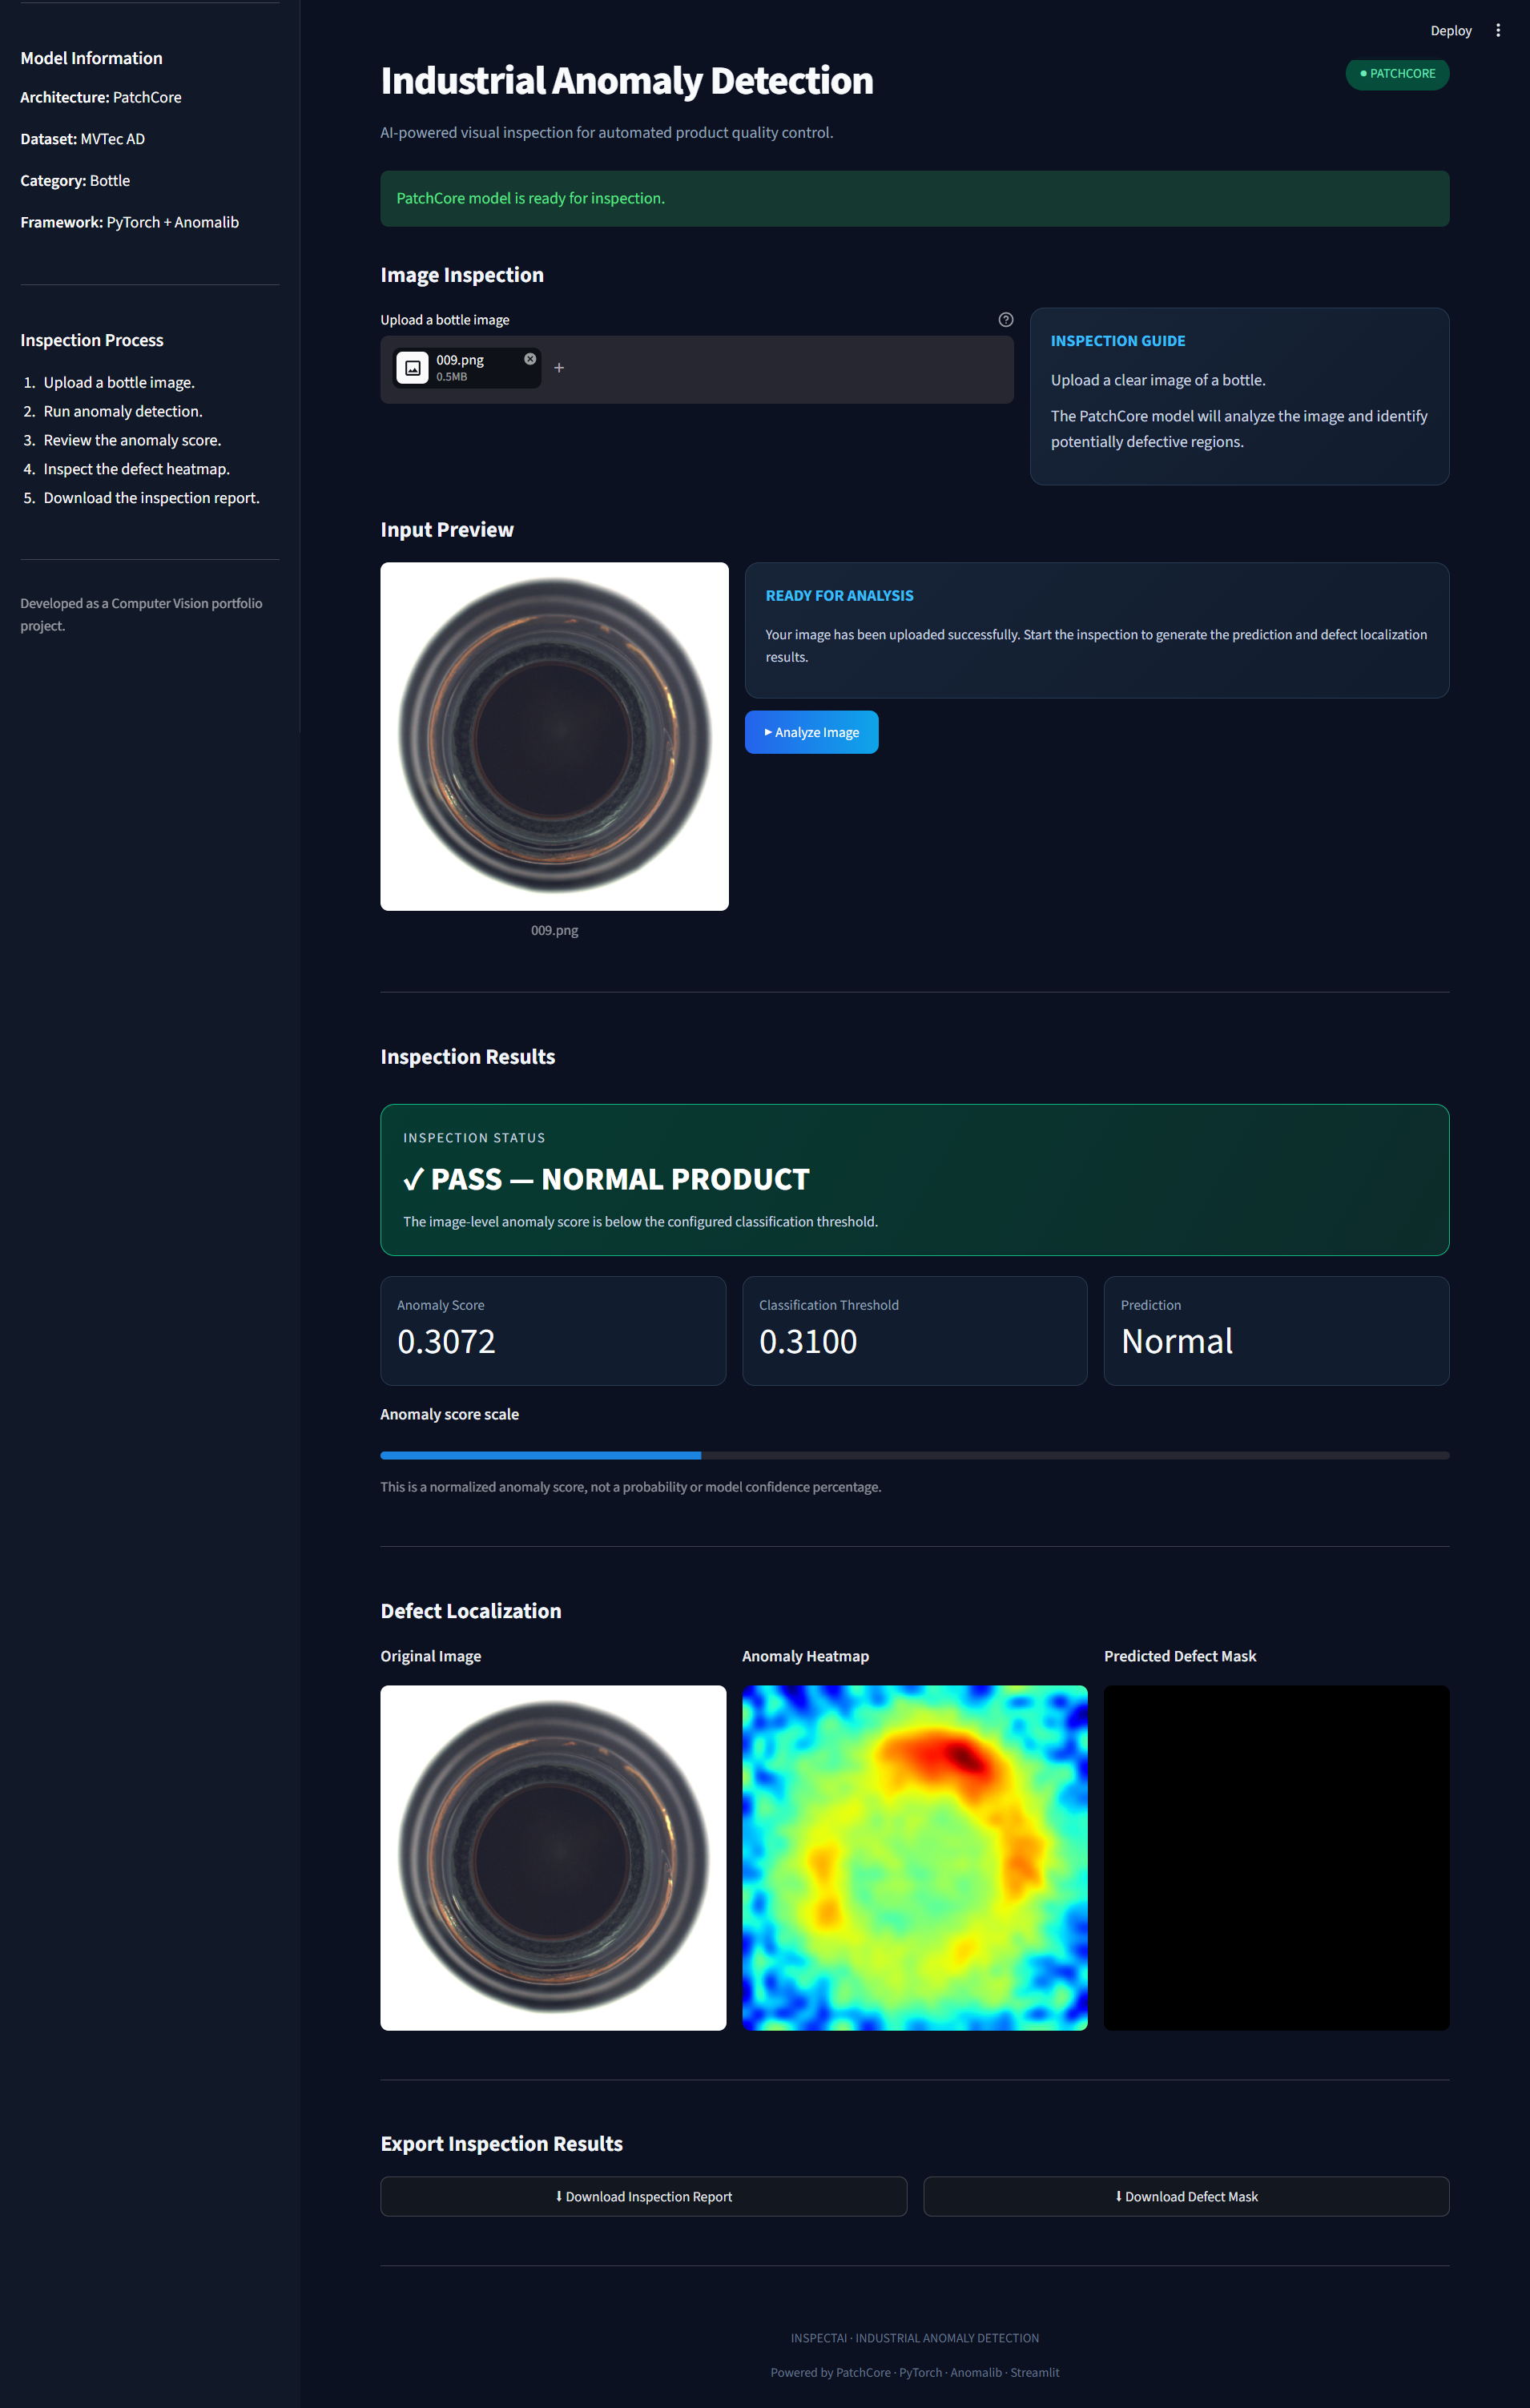 Model Information
Architecture: PatchCore
Dataset: MVTec AD
Category: Bottle
Framework: PyTorch + Anomalib
Inspection Process
1. Upload a bottle image.
2. Run anomaly detection.
3. Review the anomaly score.
4. Inspect the defect heatmap.
5. Download the inspection report.
Developed as a Computer Vision portfolio
project.
Deploy
Industrial Anomaly Detection
PATCHCORE
AI-powered visual inspection for automated product quality control.
PatchCore model is ready for inspection.
Image Inspection
Upload a bottle image
009.png
0.5MB
INSPECTION GUIDE
Upload a clear image of a bottle.
The PatchCore model will analyze the image and identify
potentially defective regions.
Input Preview
009.png
READY FOR ANALYSIS
Your image has been uploaded successfully. Start the inspection to generate the prediction and defect localization
results.
Analyze Image
Inspection Results
INSPECTION STATUS
✓ PASS — NORMAL PRODUCT
The image-level anomaly score is below the configured classification threshold.
Anomaly Score
0.3072
Classification Threshold
0.3100
Prediction
Normal
Anomaly score scale
This is a normalized anomaly score, not a probability or model confidence percentage.
Defect Localization
Original Image
Anomaly Heatmap
Predicted Defect Mask
Export Inspection Results
⬇ Download Inspection Report
⬇ Download Defect Mask
INSPECTAI · INDUSTRIAL ANOMALY DETECTION
Powered by PatchCore · PyTorch · Anomalib · Streamlit